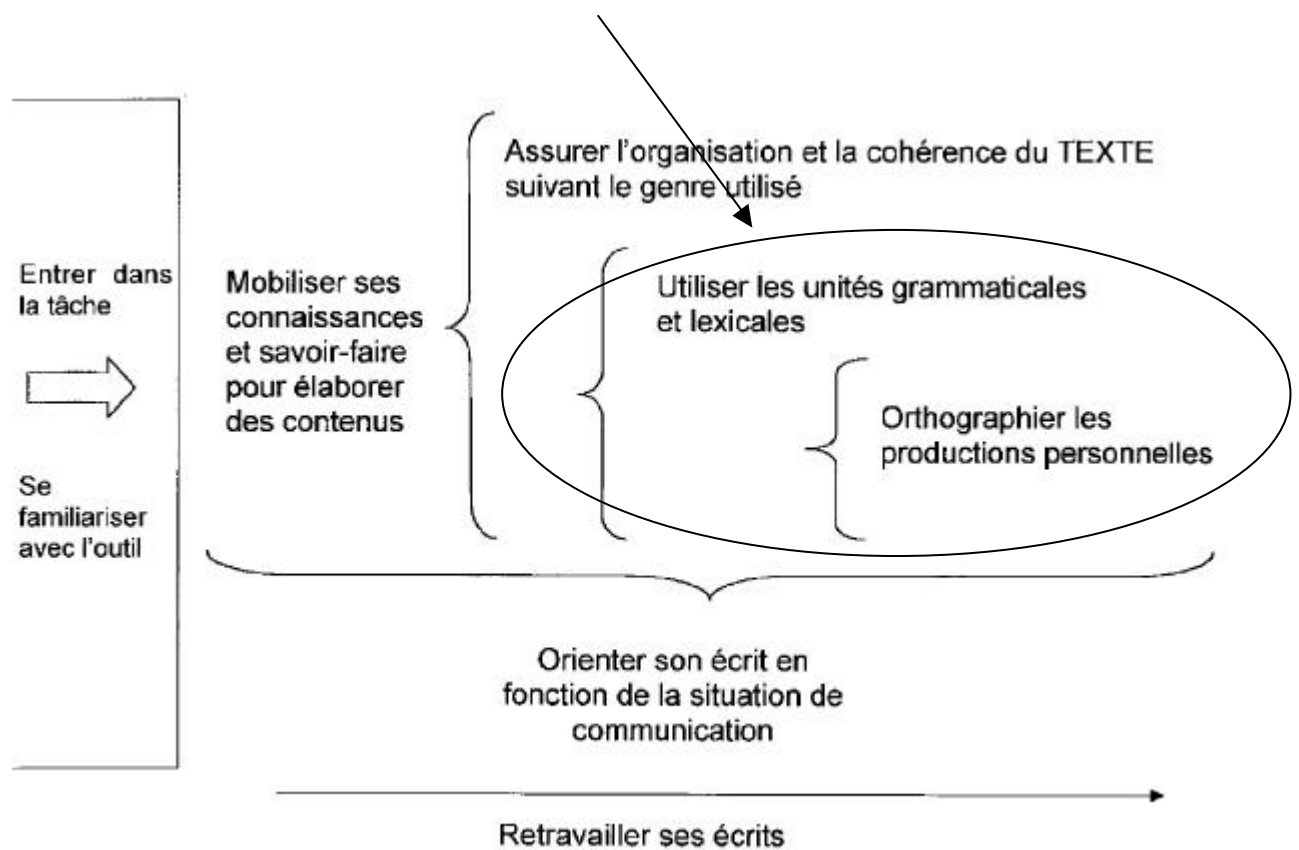 Entrer dans
la tâche
Se
familiariser
avec l'outil
Mobiliser ses
connaissances
et savoir-faire
pour élaborer
des contenus
Assurer l'organisation et la cohérence du TEXTE
suivant le genre utilisé
Utiliser les unités grammaticales
et lexicales
Orthographier les
productions personnelles
Orienter son écrit en
fonction de la situation de
communication
Retravailler ses écrits